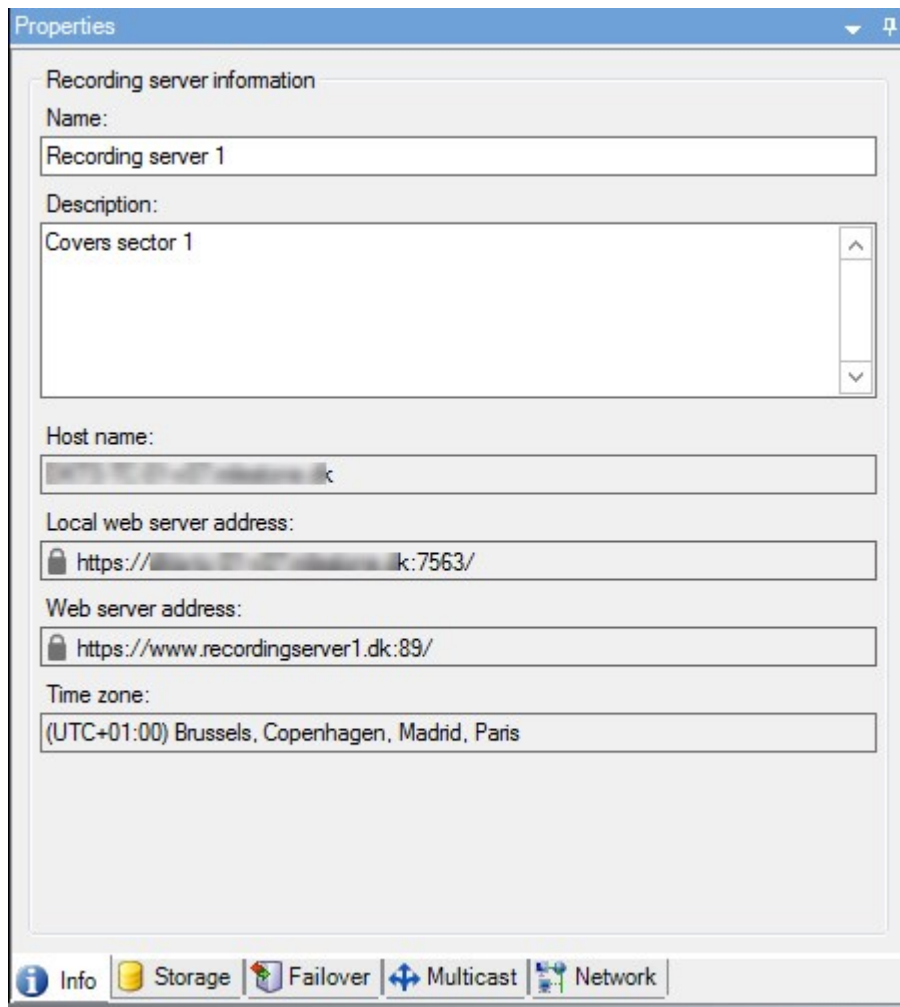 Properties
Recording server information
Name:
Recording server 1
Description:
Covers sector 1
Host name:
k
Local web server address:
https:// k:7563/
Web server address:
https://www.recordingserver1.dk:89/
Time zone:
(UTC+01:00) Brussels, Copenhagen, Madrid, Paris
Info Storage Failover Multicast Network